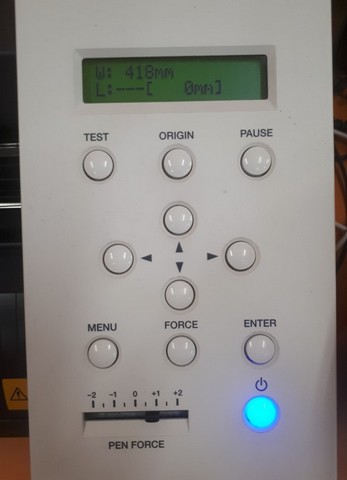 W: 418mm
L:---[ 0mm]
TEST ORIGIN PAUSE
MENU FORCE ENTER
-2 -1 0 +1 +2
PEN FORCE